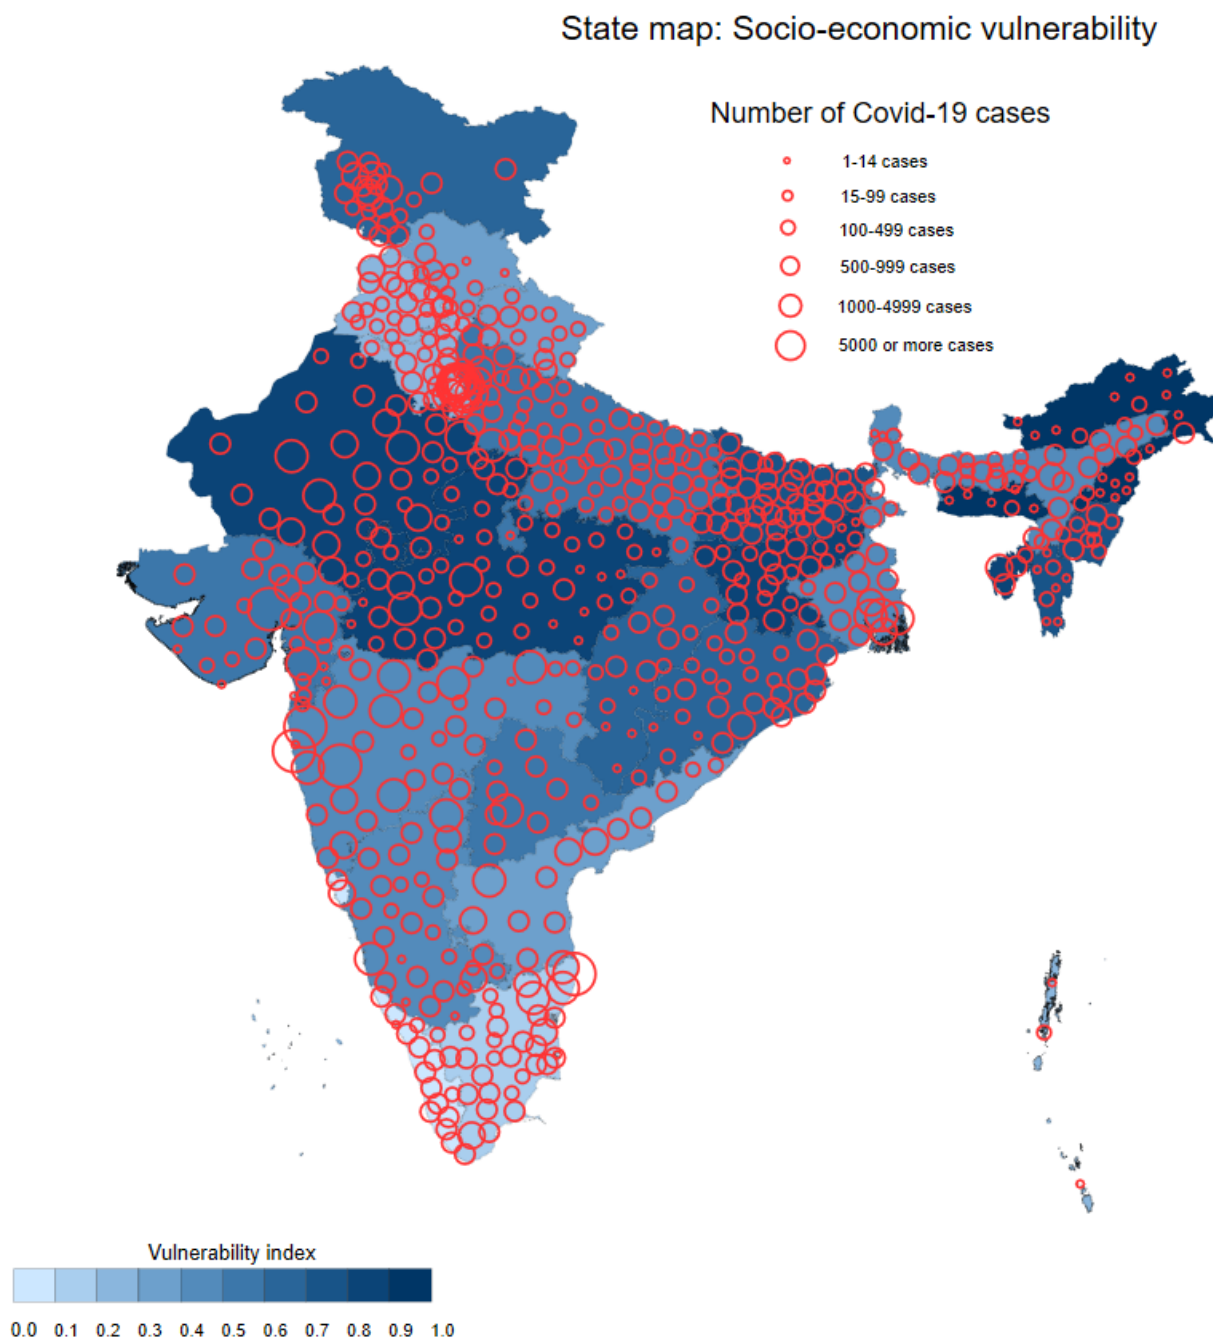 State map: Socio-economic vulnerability
Number of Covid-19 cases
1-14 cases
15-99 cases
100-499 cases
500-999 cases
1000-4999 cases
5000 or more cases
Vulnerability index
0.0 0.1 0.2 0.3 0.4 0.5 0.6 0.7 0.8 0.9 1.0